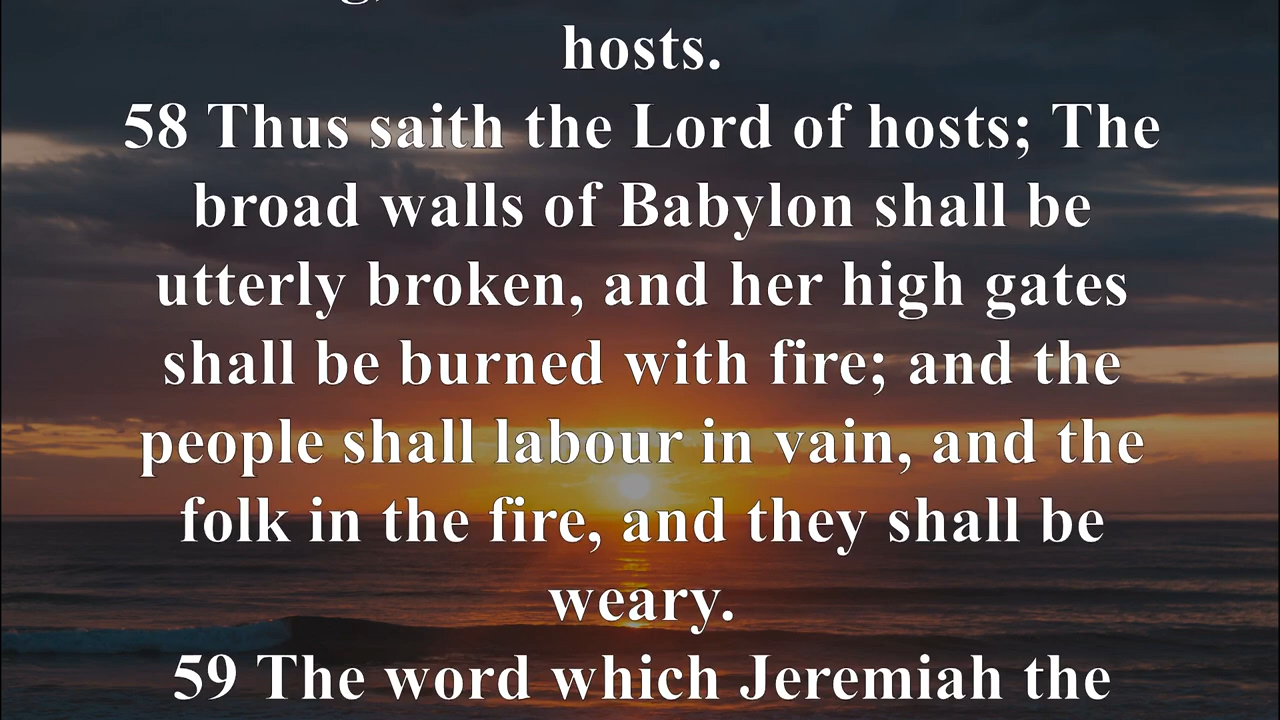 hosts.
58 Thus saith the Lord of hosts; The
broad walls of Babylon shall be
utterly broken, and her high gates
shall be burned with fire; and the
people shall labour in vain, and the
folk in the fire, and they shall be
weary.
59 The word which Jeremiah the